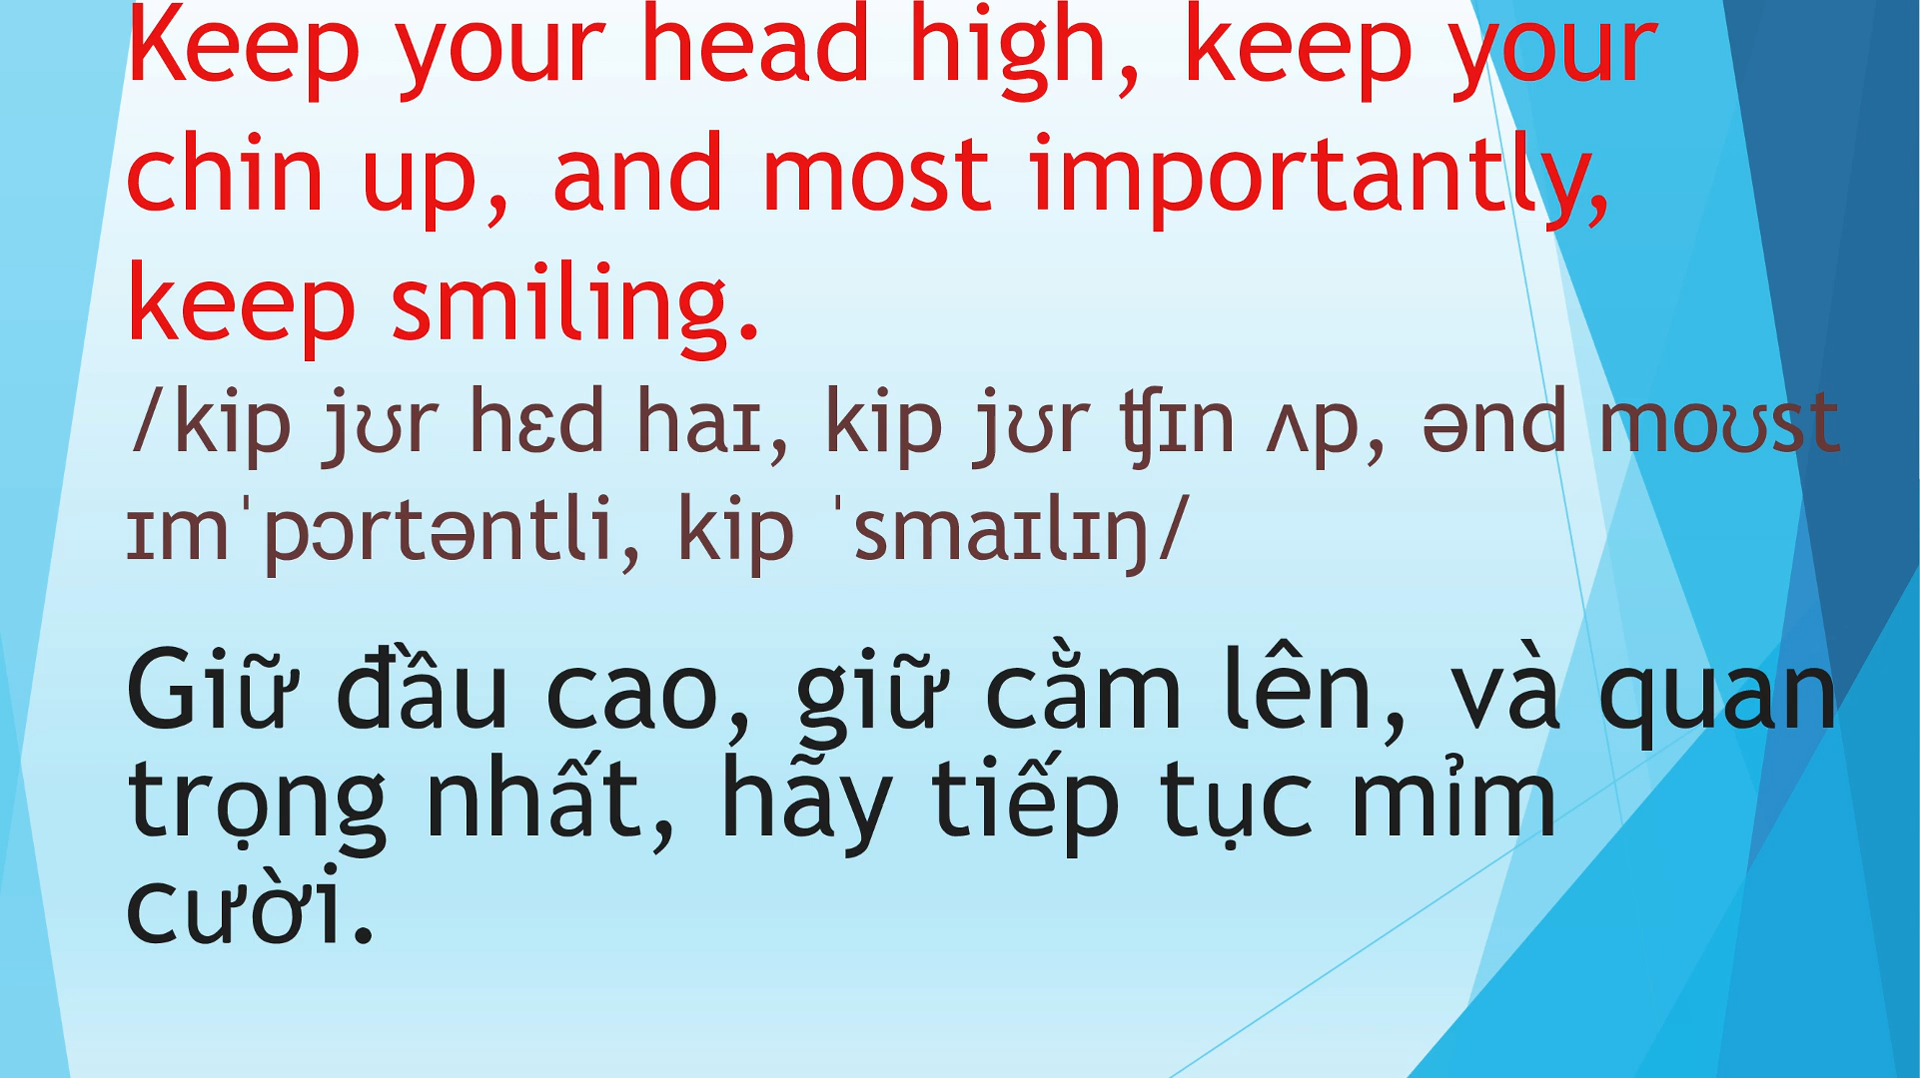 Keep your head high, keep your
chin up, and most importantly,
keep smiling.
/kip jʊr hɛd haɪ, kip jʊr ʧɪn ʌp, ənd moʊst
ɪmˈpɔrtəntli, kip ˈsmaɪlɪŋ/
Giữ đầu cao, giữ cằm lên, và quan
trọng nhất, hãy tiếp tục mỉm
cười.